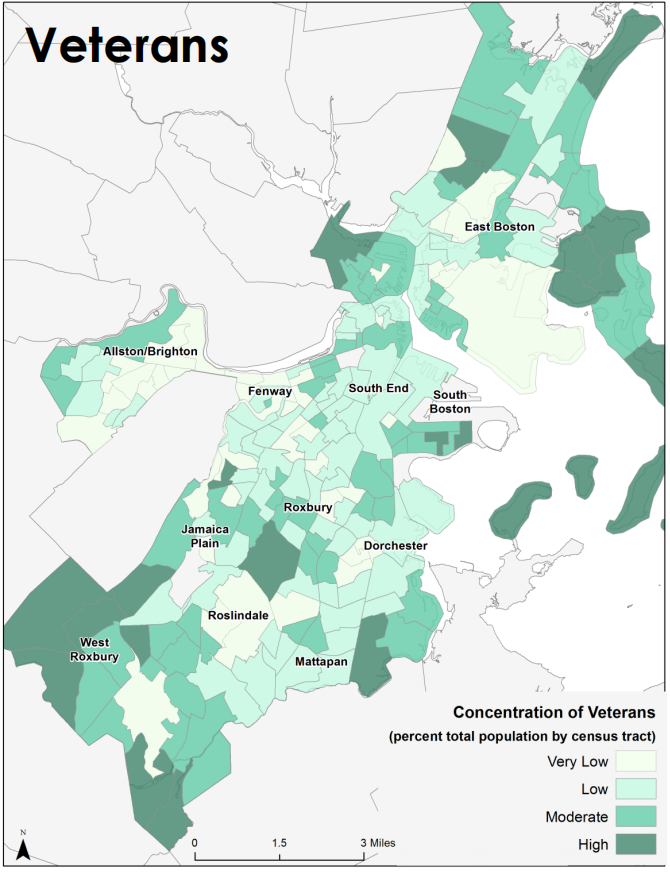 Veterans
East Boston
Allston/Brighton
Fenway
South End
South
Boston
Roxbury
Jamaica
Plain
Dorchester
Roslindale
West
Roxbury
Mattapan
Concentration of Veterans
(percent total population by census tract)
Very Low
Low
Moderate
High
N
0 1.5 3 Miles